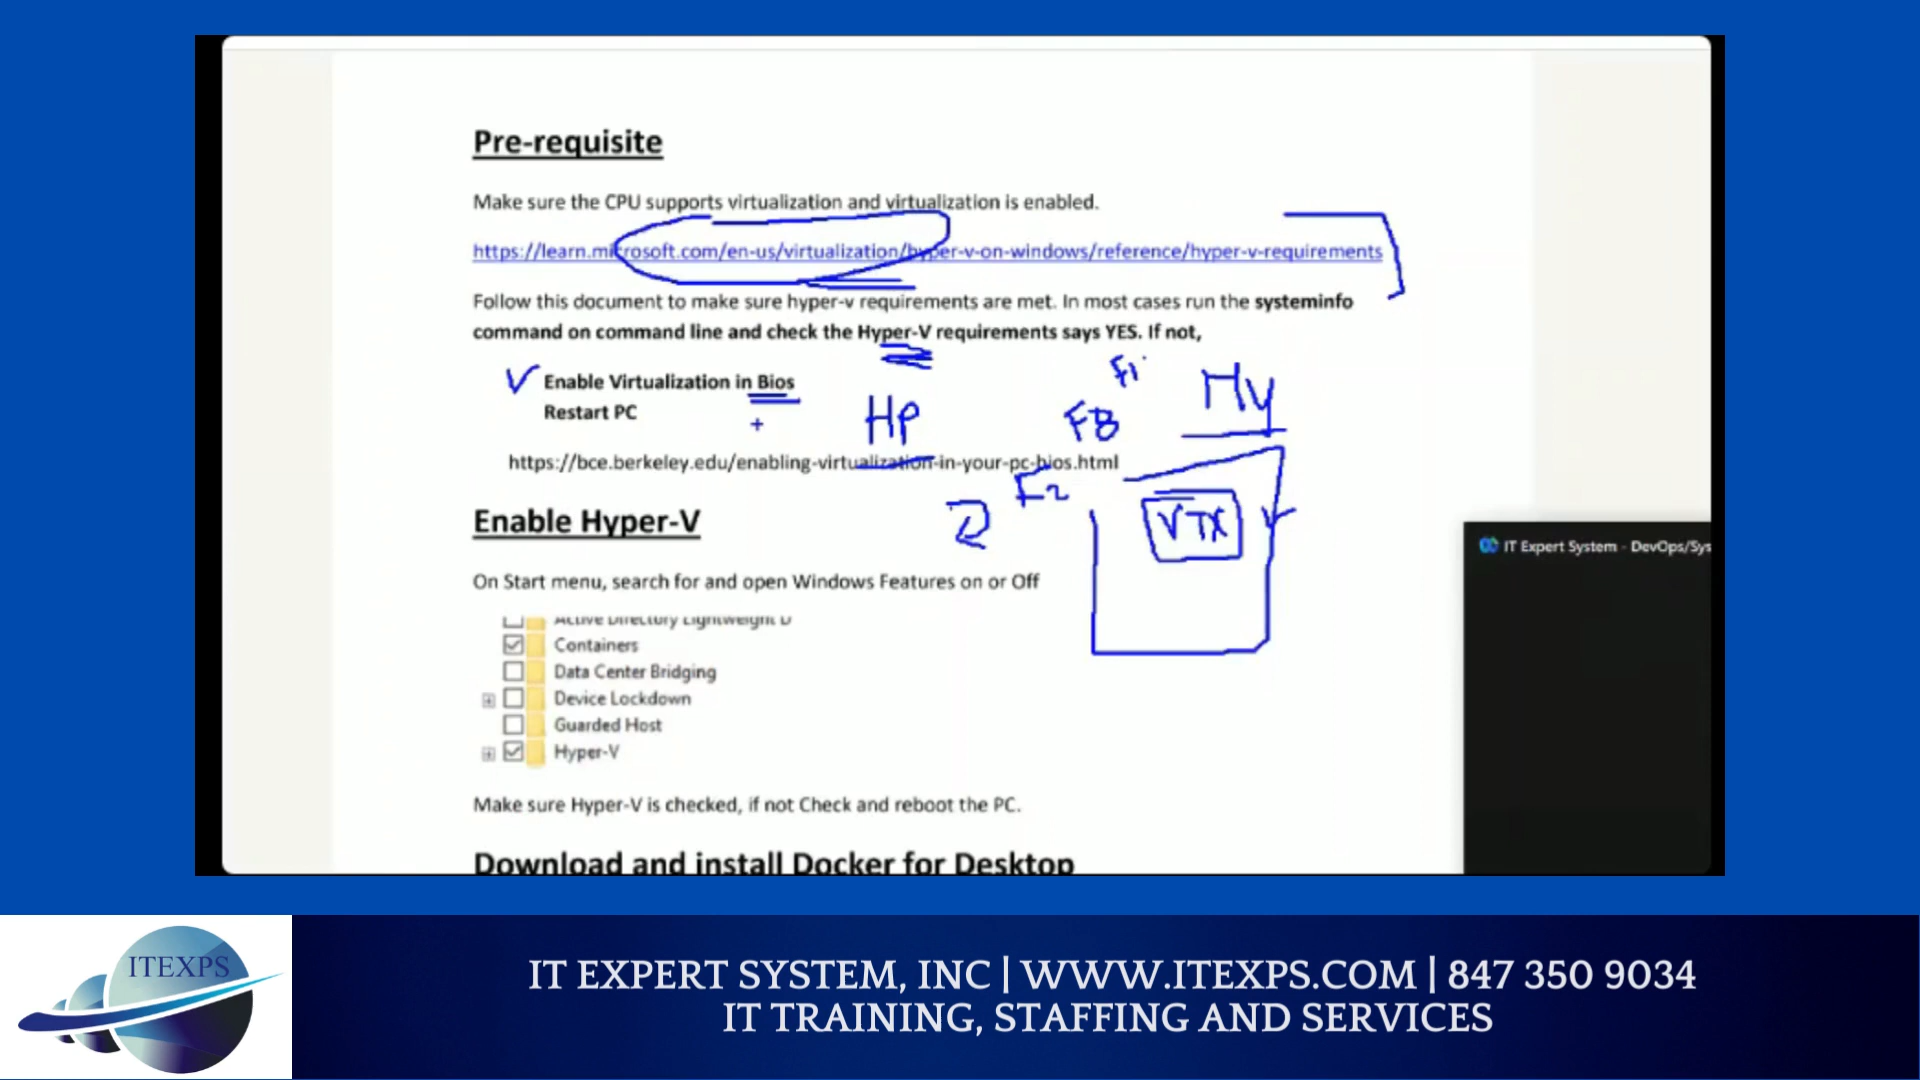 Pre-requisite
Make sure the CPU supports virtualization and virtualization is enabled.
https://learn.microsoft.com/en-us/virtualization/hyper-v-on-windows/reference/hyper-v-requirements
Follow this document to make sure hyper-v requirements are met. In most cases run the systeminfo
command on command line and check the Hyper-V requirements says YES. If not,
F1
My
Enable Virtualization in Bios
HP
F8
Restart PC
https://bce.berkeley.edu/enabling-virtualization-in-your-pc-bios.html
F2
VTX
Enable Hyper-V
IT Expert System - DevOps/Sys
On Start menu, search for and open Windows Features on or Off
Active Directory Lightweight D
Containers
Data Center Bridging
Device Lockdown
Guarded Host
Hyper-V
Make sure Hyper-V is checked, if not Check and reboot the PC.
Download and install Docker for Desktop
ITEXPS
IT EXPERT SYSTEM, INC | WWW.ITEXPS.COM | 847 350 9034
IT TRAINING, STAFFING AND SERVICES